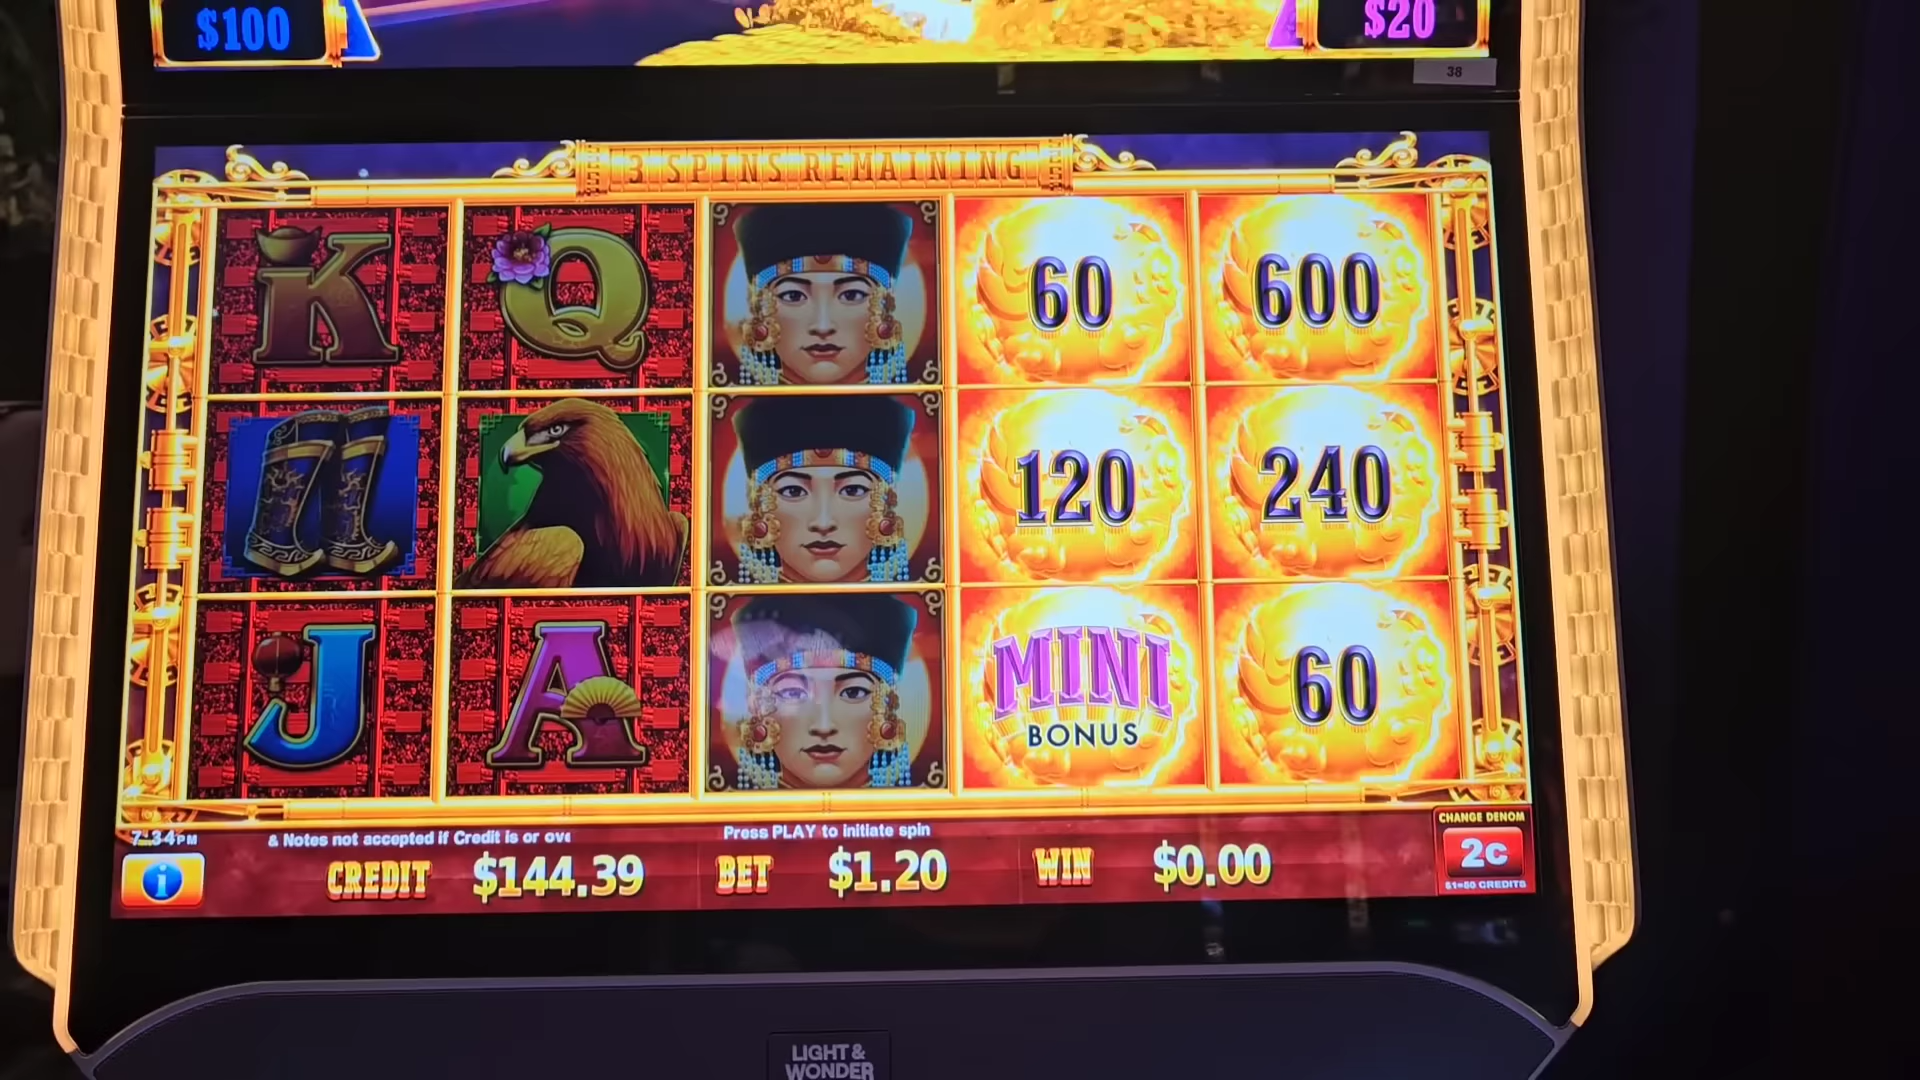 $100
$20
38
3 SPINS REMAINING
K
Q
60
600
120
240
J
A
MINI
BONUS
60
7:34PM
& Notes not accepted if Credit is or ove
Press PLAY to initiate spin
CHANGE DENOM
CREDIT $144.39
BET $1.20
WIN $0.00
2¢
$1=50 CREDITS
LIGHT &
WONDER